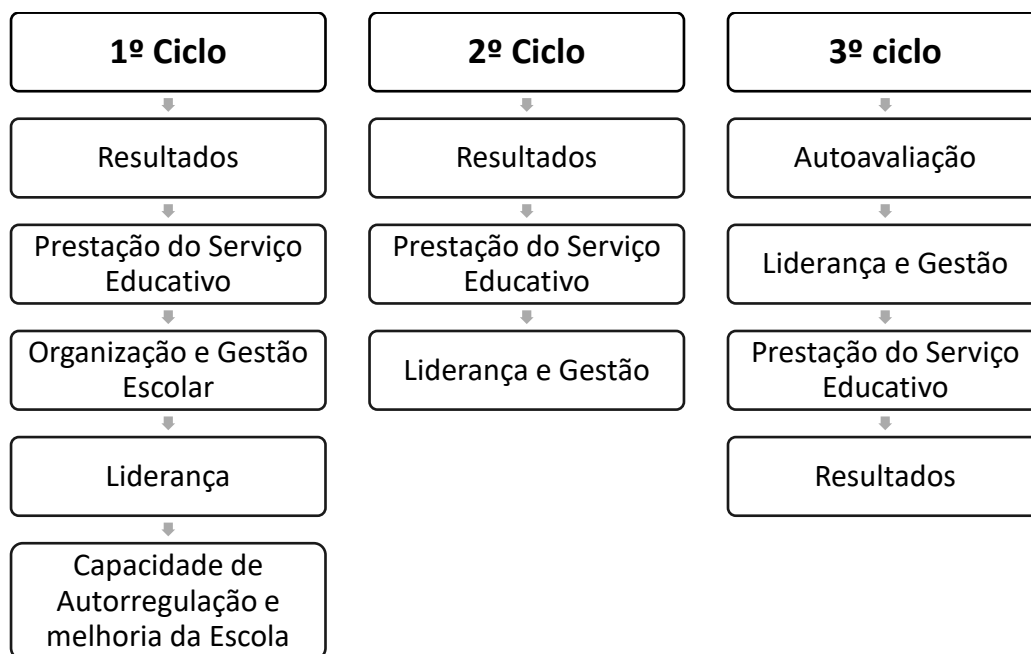 1º Ciclo
Resultados
Prestação do Serviço
Educativo
Organização e Gestão
Escolar
Liderança
Capacidade de
Autorregulação e
melhoria da Escola
2º Ciclo
Resultados
Prestação do Serviço
Educativo
Liderança e Gestão
3º ciclo
Autoavaliação
Liderança e Gestão
Prestação do Serviço
Educativo
Resultados